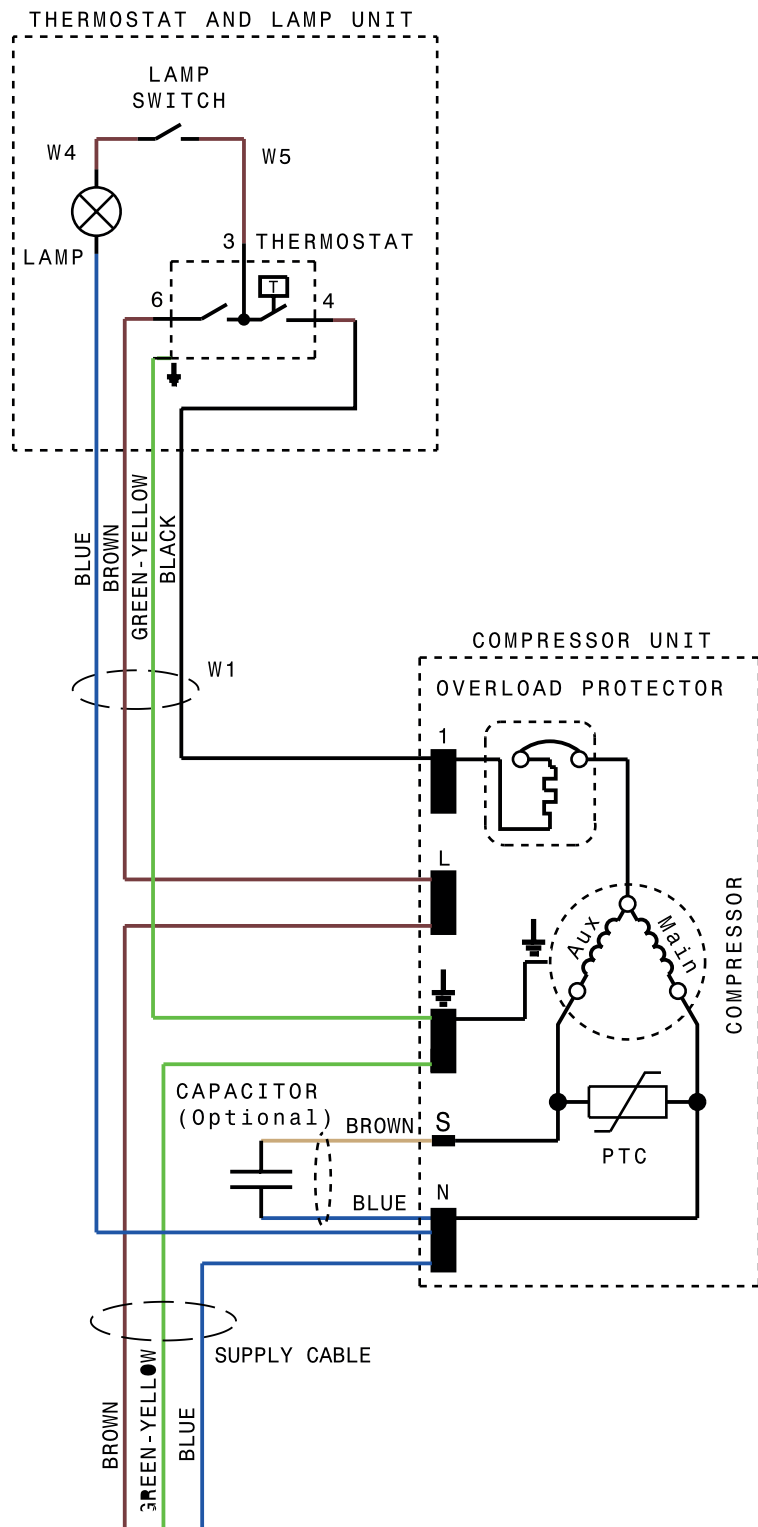 THERMOSTAT AND LAMP UNIT
LAMP
SWITCH
W4
W5
LAMP
3
THERMOSTAT
T
6
4
BLUE
BROWN
GREEN-YELLOW
BLACK
W1
COMPRESSOR UNIT
OVERLOAD PROTECTOR
1
L
Aux
Main
COMPRESSOR
CAPACITOR
(Optional)
BROWN
S
PTC
BLUE
N
SUPPLY CABLE
BROWN
GREEN-YELLOW
BLUE